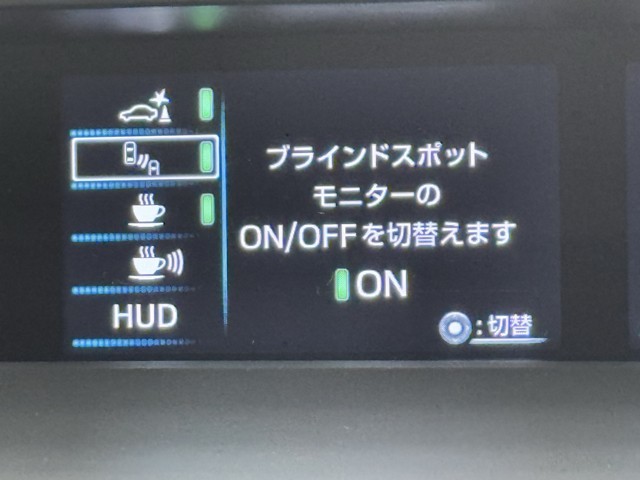 ブラインドスポット
モニターの
ON/OFFを切替えます
ON
HUD
:切替